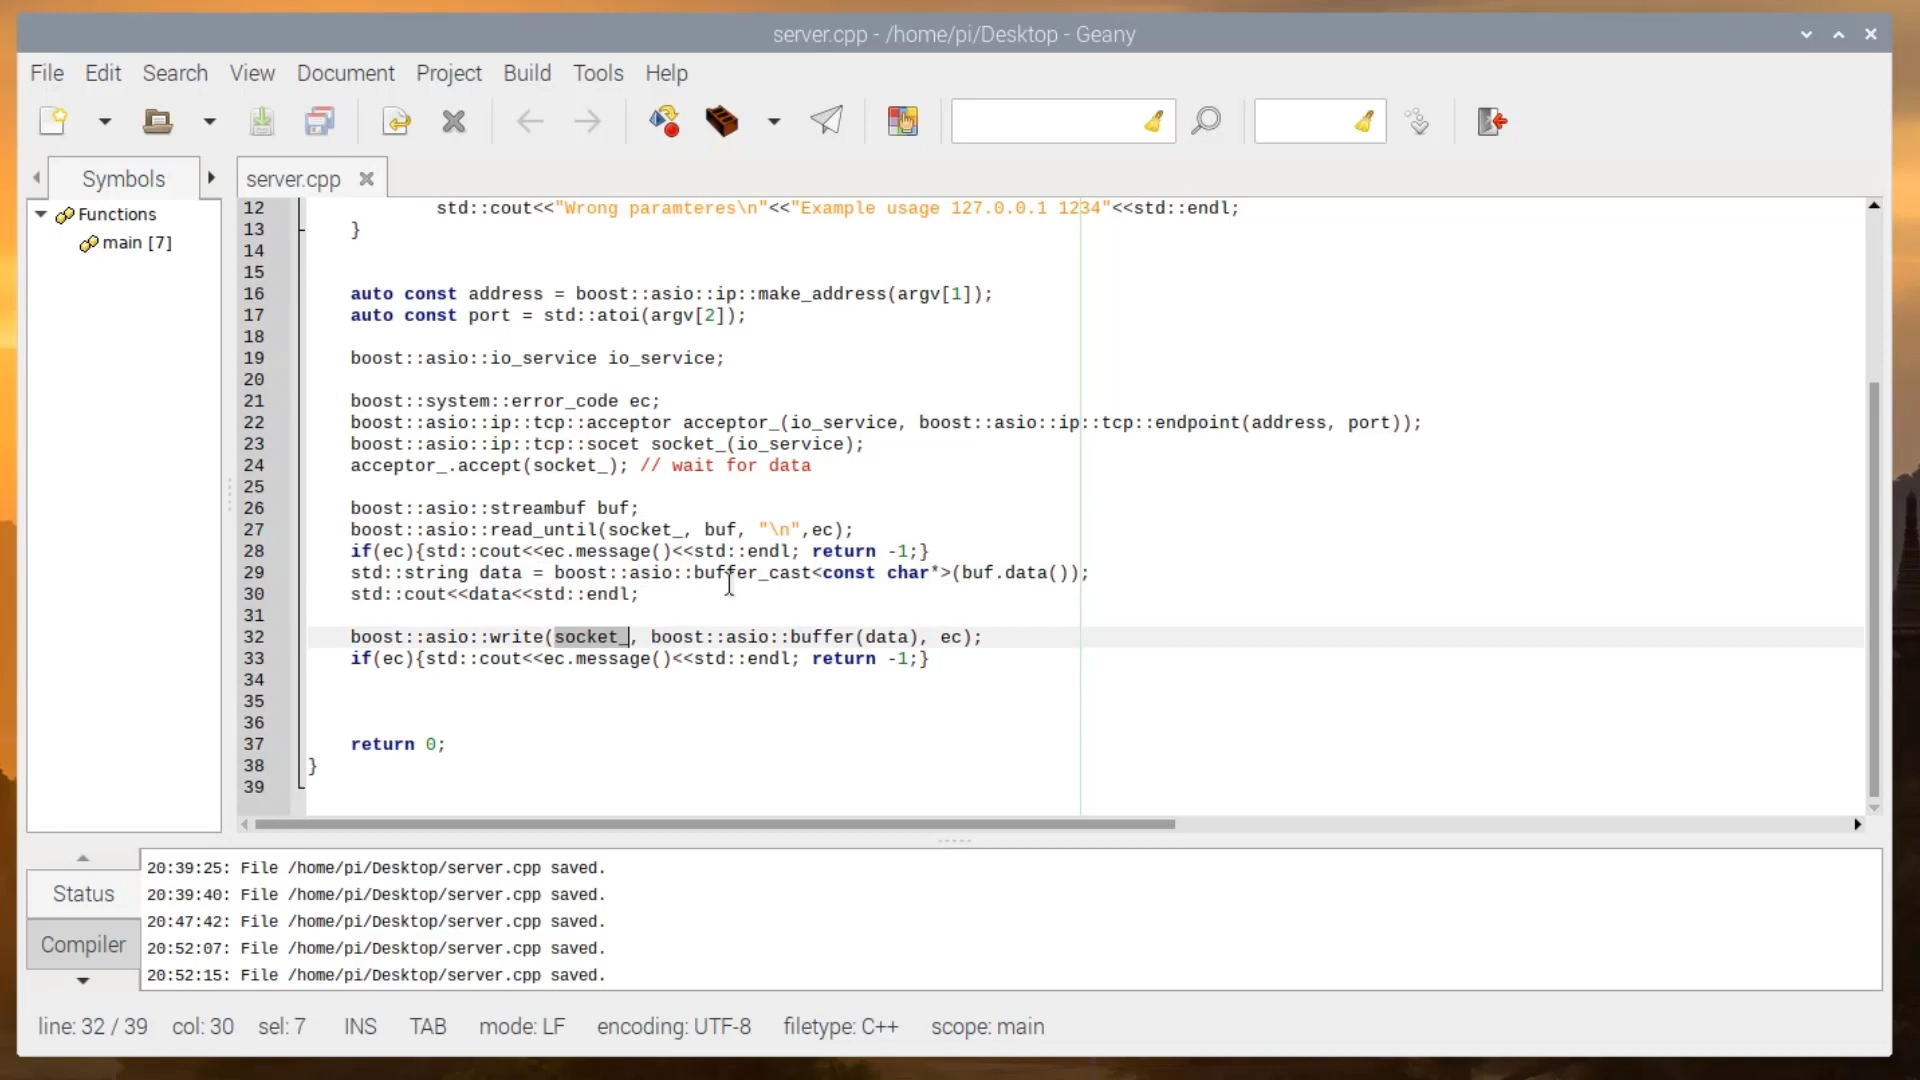 server.cpp - /home/pi/Desktop - Geany
File Edit Search View Document Project Build Tools Help
Symbols
server.cpp
Functions
main [7]
12 std::cout<<"Wrong paramteres\n"<<"Example usage 127.0.0.1 1234"<<std::endl;
13 }
14
15
16 auto const address = boost::asio::ip::make_address(argv[1]);
17 auto const port = std::atoi(argv[2]);
18
19 boost::asio::io_service io_service;
20
21 boost::system::error_code ec;
22 boost::asio::ip::tcp::acceptor acceptor_(io_service, boost::asio::ip::tcp::endpoint(address, port));
23 boost::asio::ip::tcp::socet socket_(io_service);
24 acceptor_.accept(socket_); // wait for data
25
26 boost::asio::streambuf buf;
27 boost::asio::read_until(socket_, buf, "\n",ec);
28 if(ec){std::cout<<ec.message()<<std::endl; return -1;}
29 std::string data = boost::asio::buffer_cast<const char*>(buf.data());
30 std::cout<<data<<std::endl;
31
32 boost::asio::write(socket_, boost::asio::buffer(data), ec);
33 if(ec){std::cout<<ec.message()<<std::endl; return -1;}
34
35
36
37 return 0;
38 }
39
Status
Compiler
20:39:25: File /home/pi/Desktop/server.cpp saved.
20:39:40: File /home/pi/Desktop/server.cpp saved.
20:47:42: File /home/pi/Desktop/server.cpp saved.
20:52:07: File /home/pi/Desktop/server.cpp saved.
20:52:15: File /home/pi/Desktop/server.cpp saved.
line: 32 / 39 col: 30 sel: 7 INS TAB mode: LF encoding: UTF-8 filetype: C++ scope: main